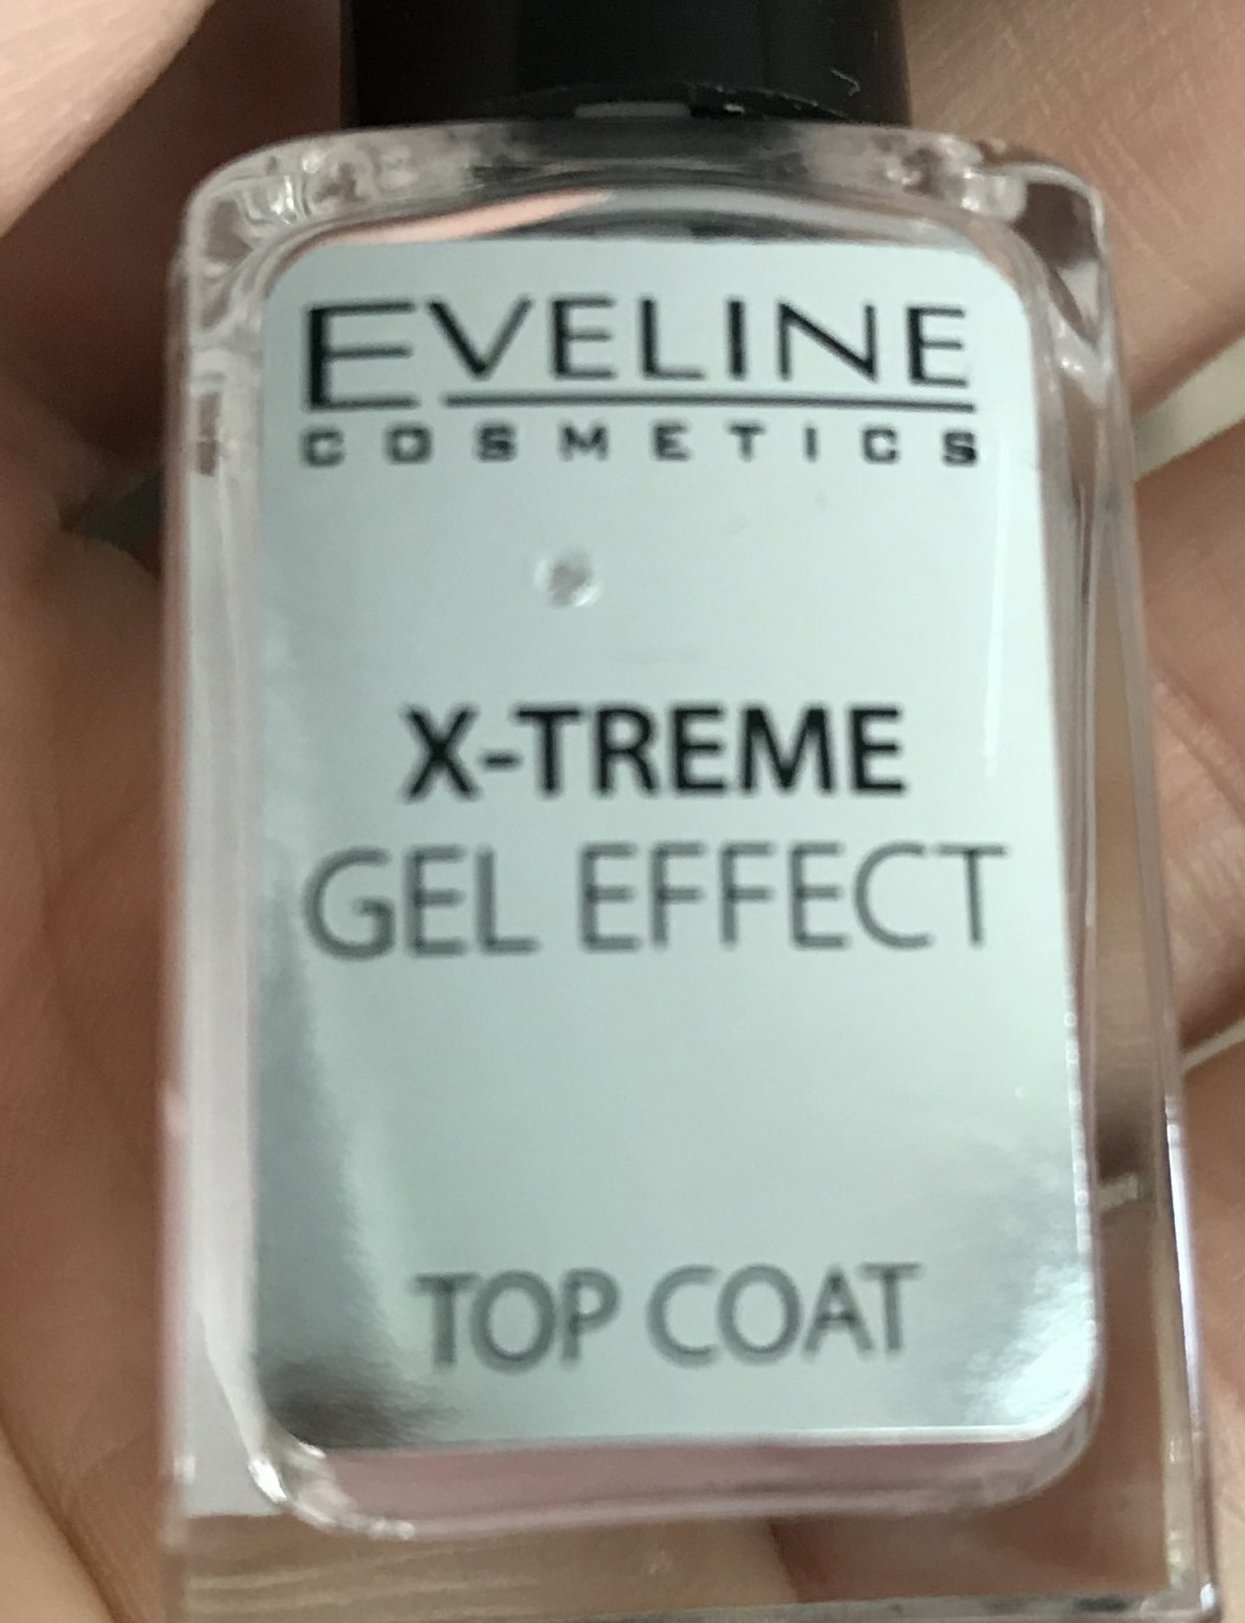 EVELINE
COSMETICS
X-TREME
GEL EFFECT
TOP COAT